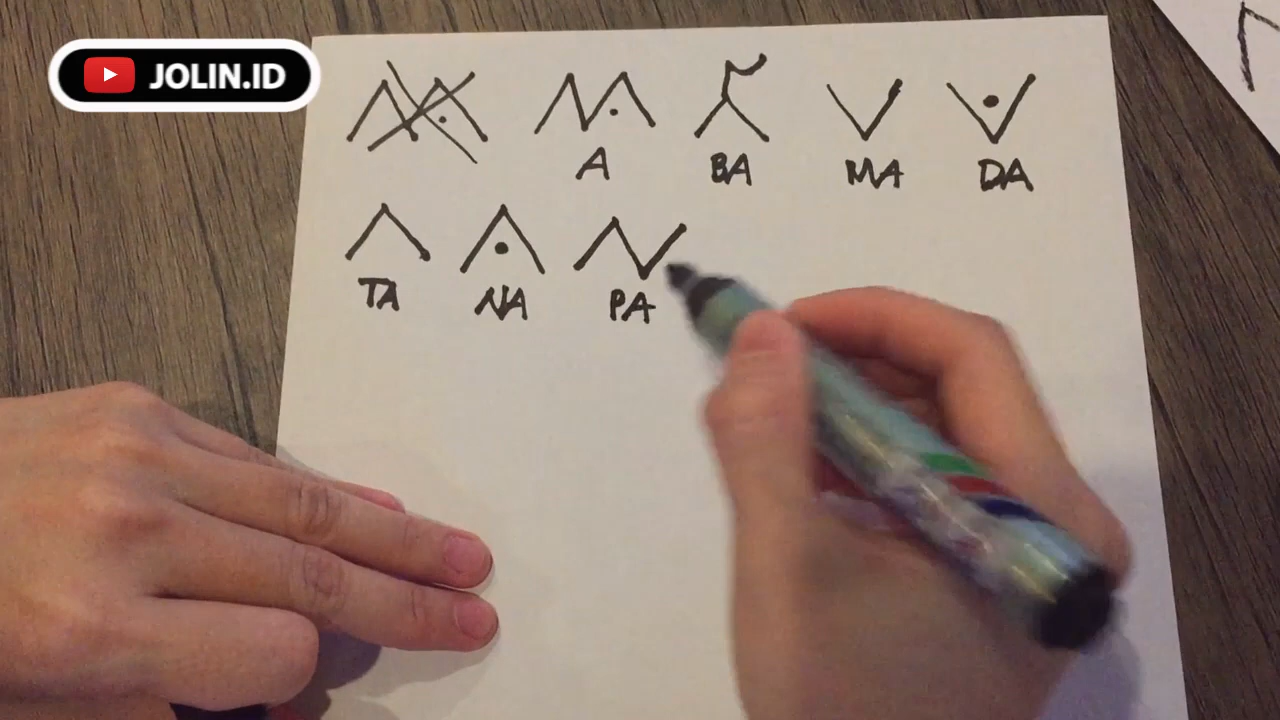 JOLIN.ID
ᨕ ᨅ ᨆ ᨉ
A BA MA DA
ᨈ ᨊ ᨄ
TA NA PA